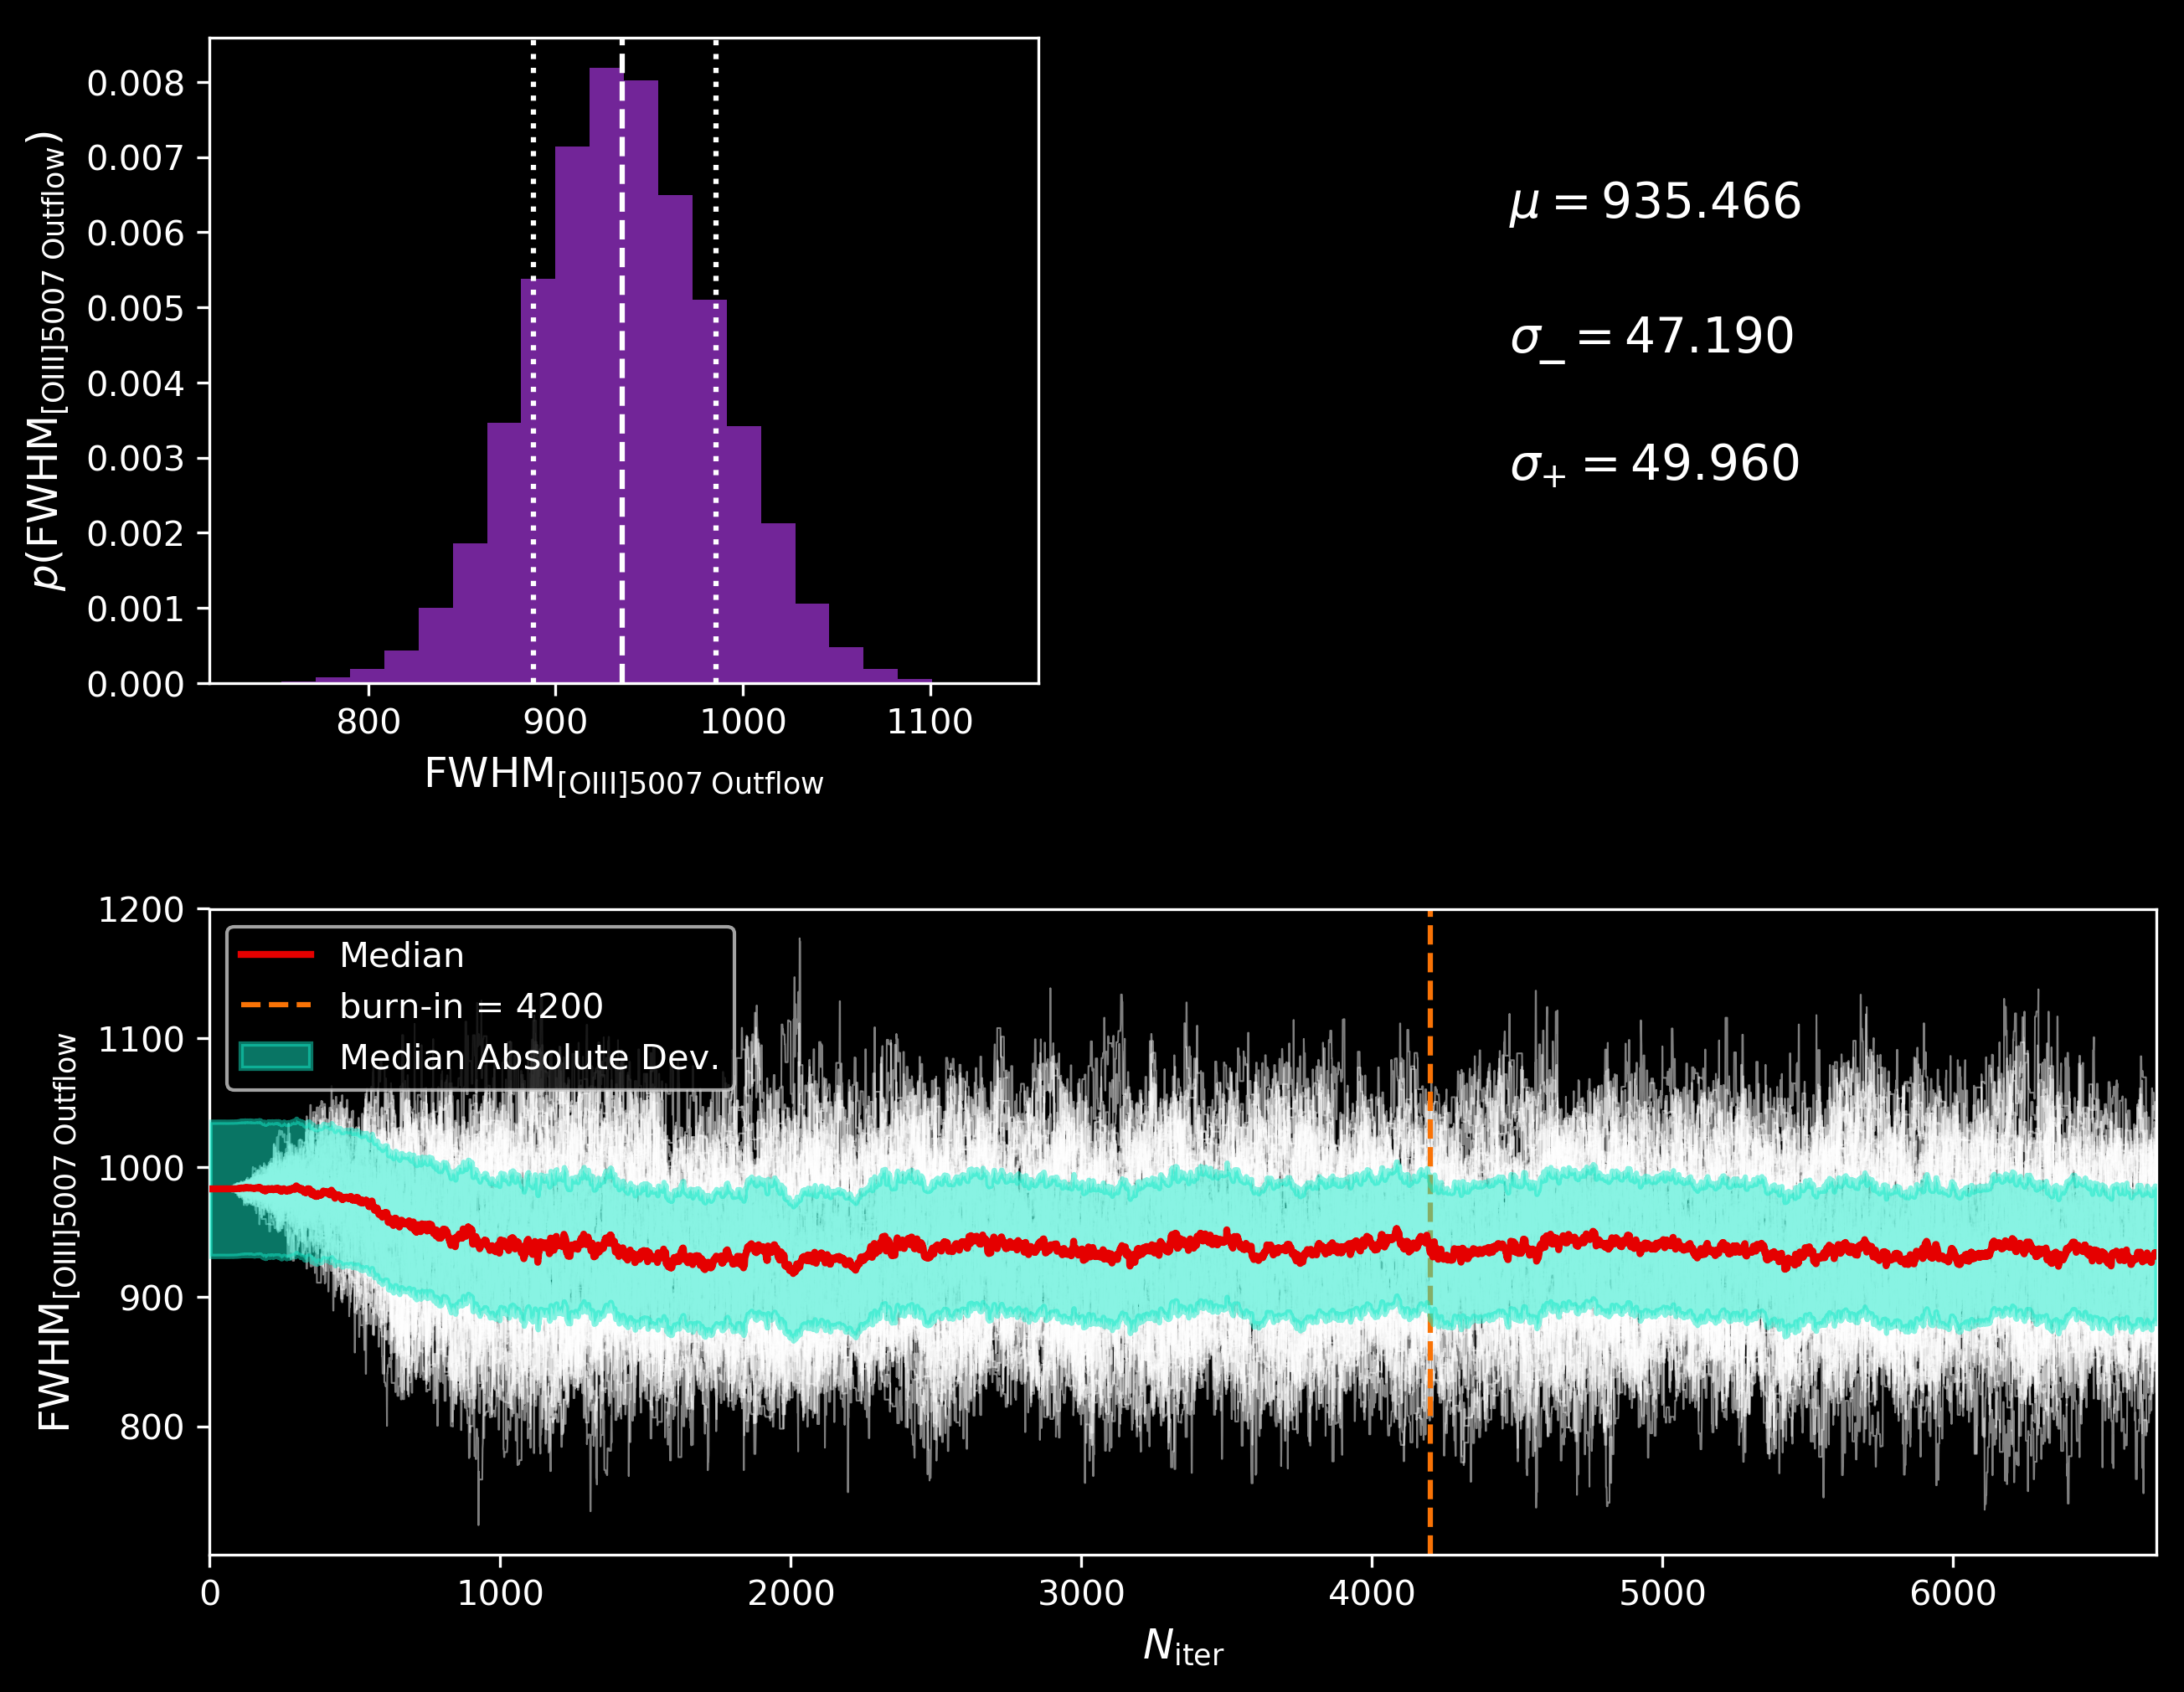 0.008
0.007
0.006
0.005
0.004
0.003
0.002
0.001
0.000
p(FWHM[OIII]5007 Outflow)
800 900 1000 1100
FWHM[OIII]5007 Outflow
μ = 935.466
σ− = 47.190
σ+ = 49.960
1200
1100
1000
900
800
FWHM[OIII]5007 Outflow
Median
burn-in = 4200
Median Absolute Dev.
0 1000 2000 3000 4000 5000 6000
Niter